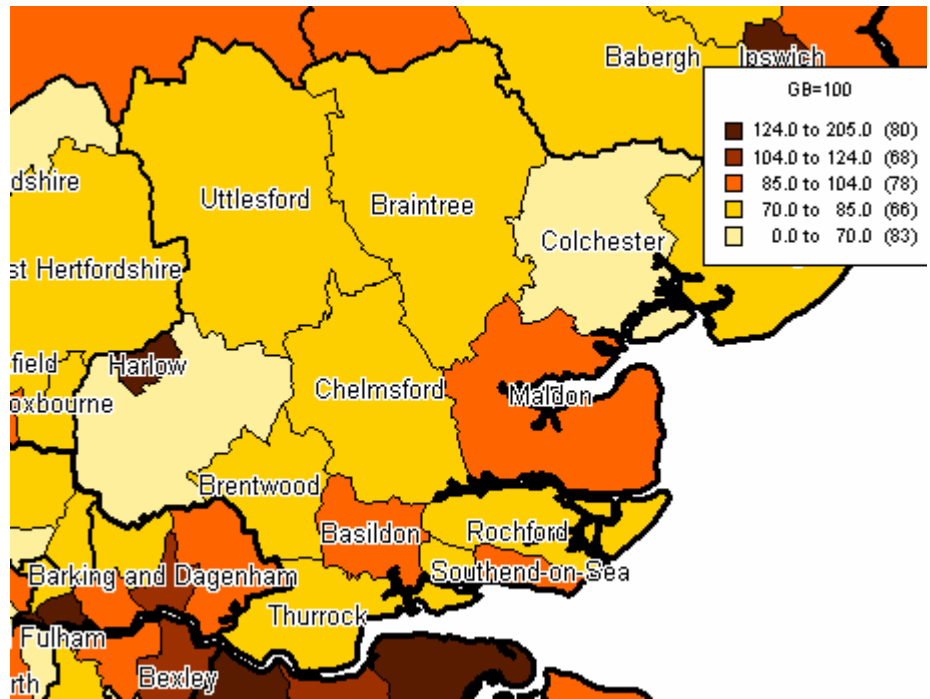 Babergh
Ipswich
GB=100
124.0 to 205.0 (80)
104.0 to 124.0 (68)
85.0 to 104.0 (78)
70.0 to 85.0 (66)
0.0 to 70.0 (83)
dshire
Uttlesford
Braintree
Colchester
st Hertfordshire
field
Harlow
oxbourne
Chelmsford
Maldon
Brentwood
Basildon
Rochford
Barking and Dagenham
Southend-on-Sea
Thurrock
Fulham
rth
Bexley